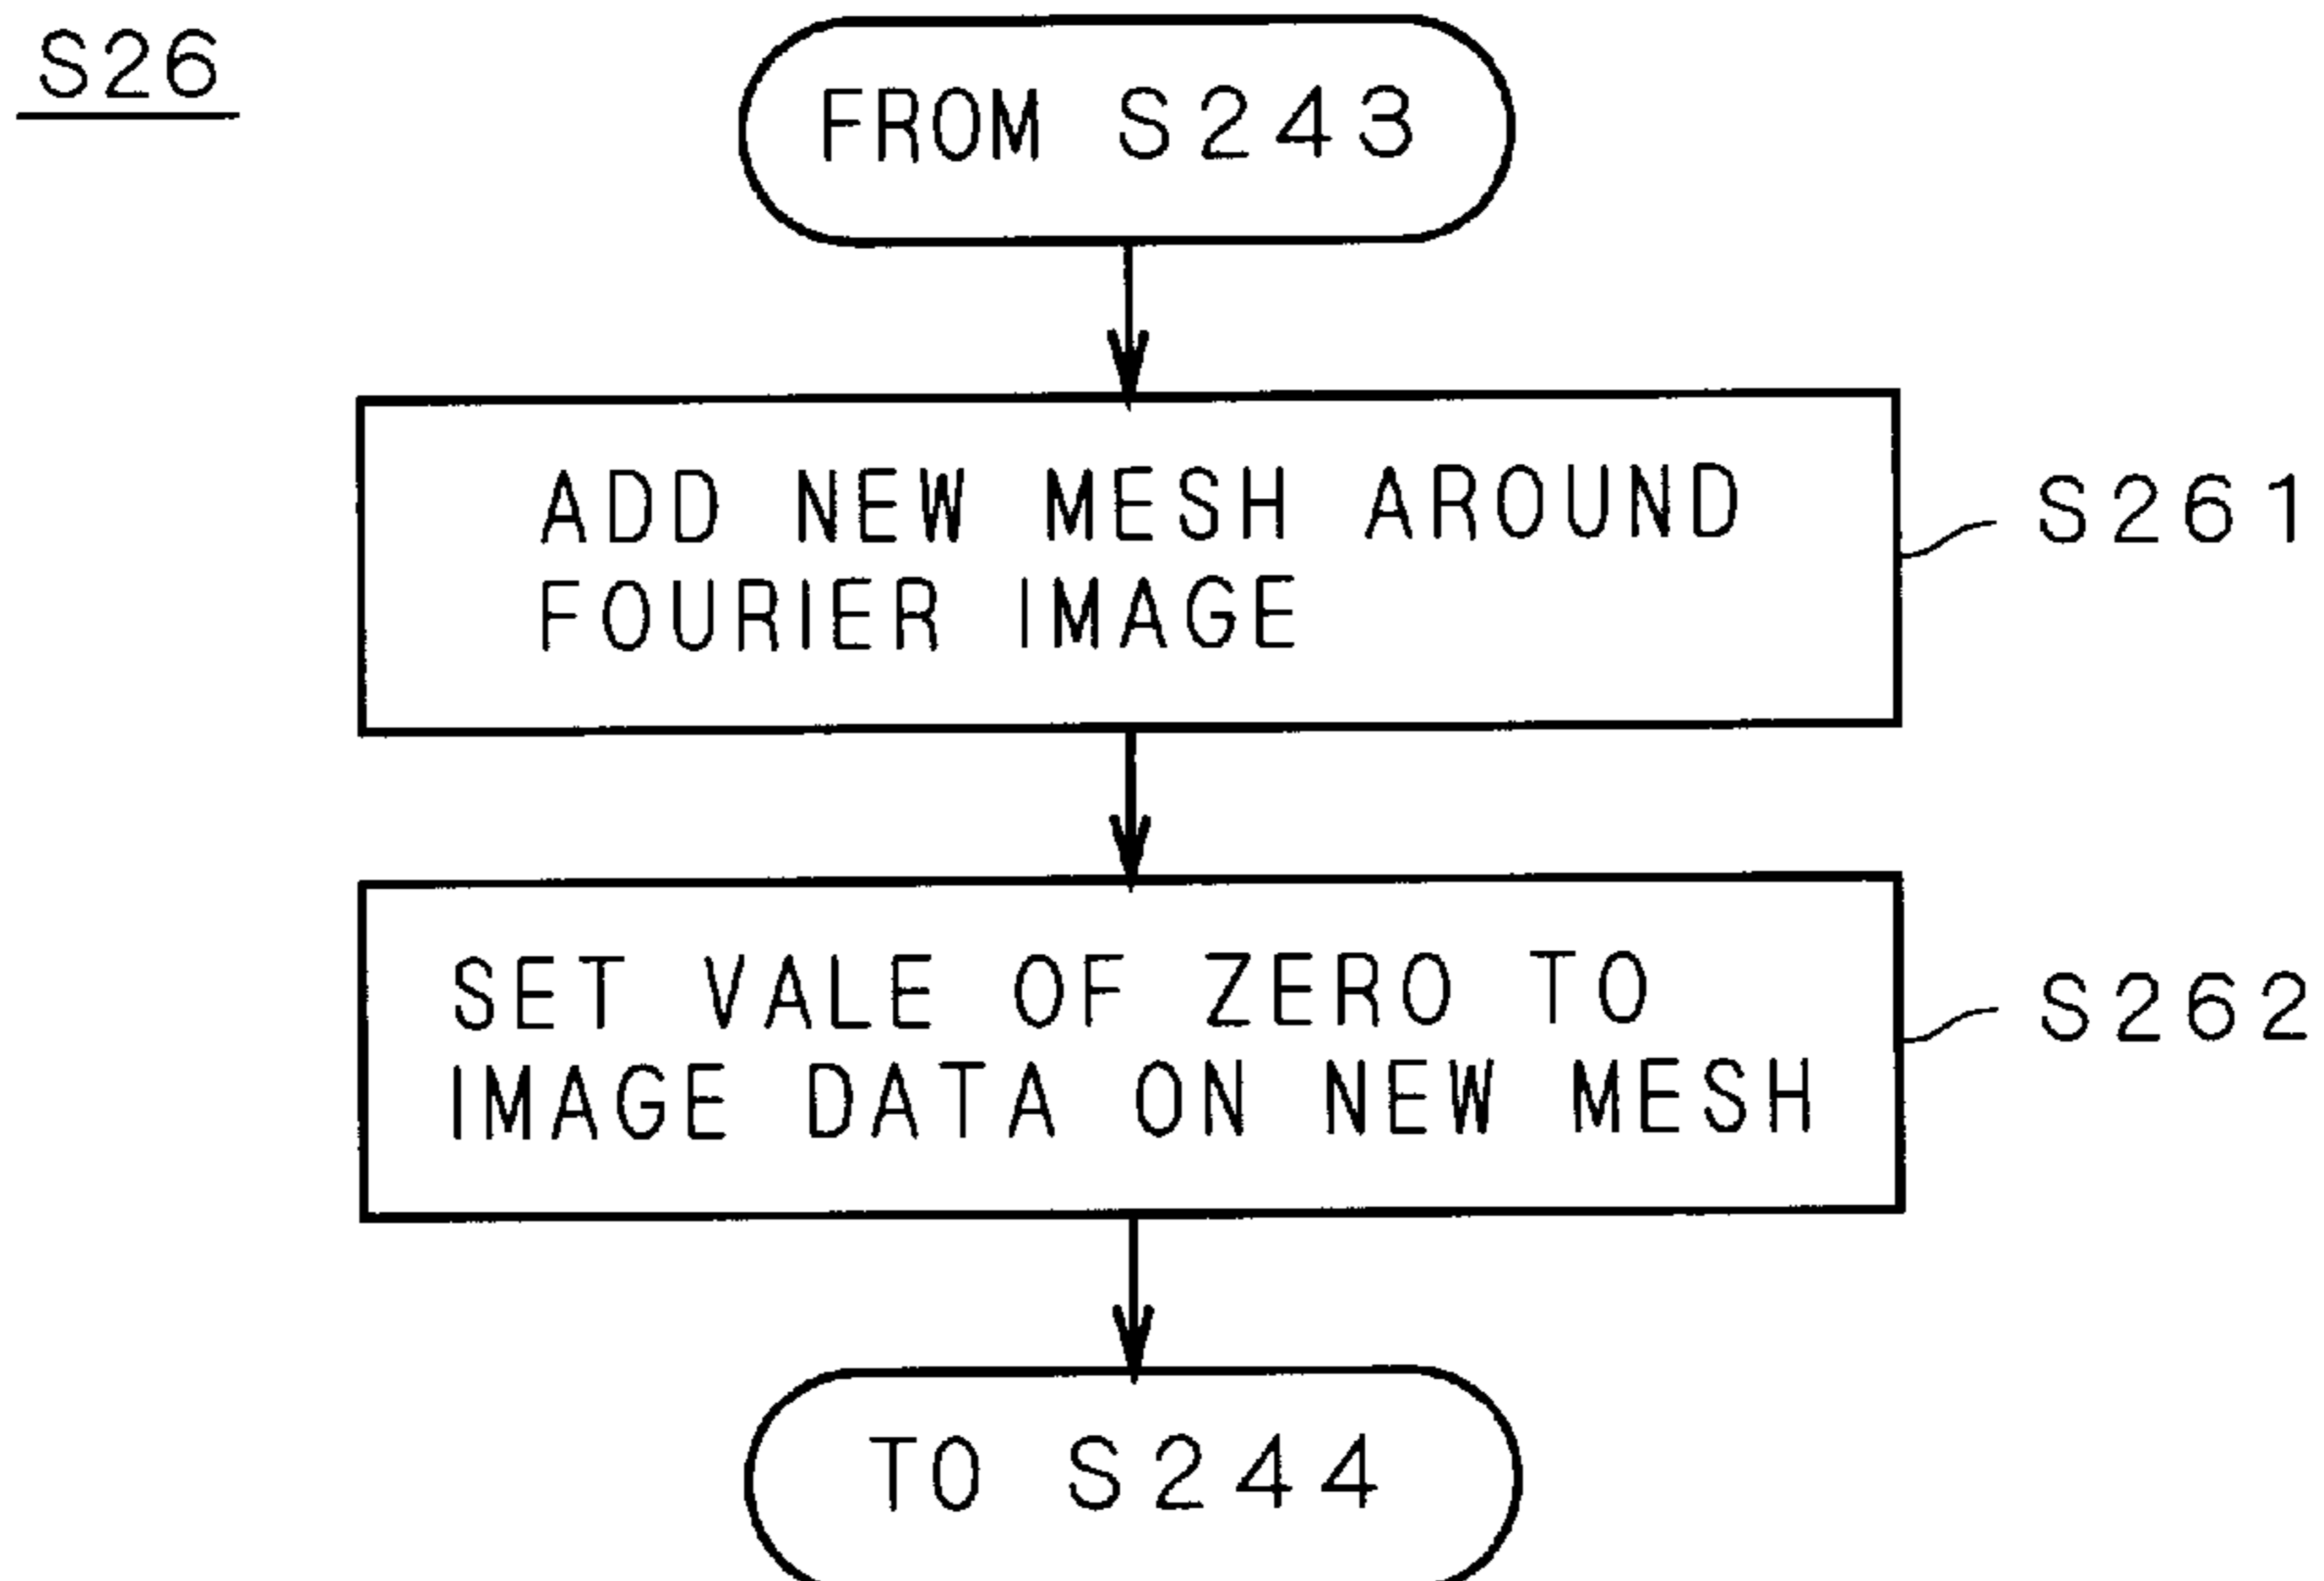 S26
FROM S243
ADD NEW MESH AROUND
FOURIER IMAGE
S261
SET VALE OF ZERO TO
IMAGE DATA ON NEW MESH
S262
TO S244